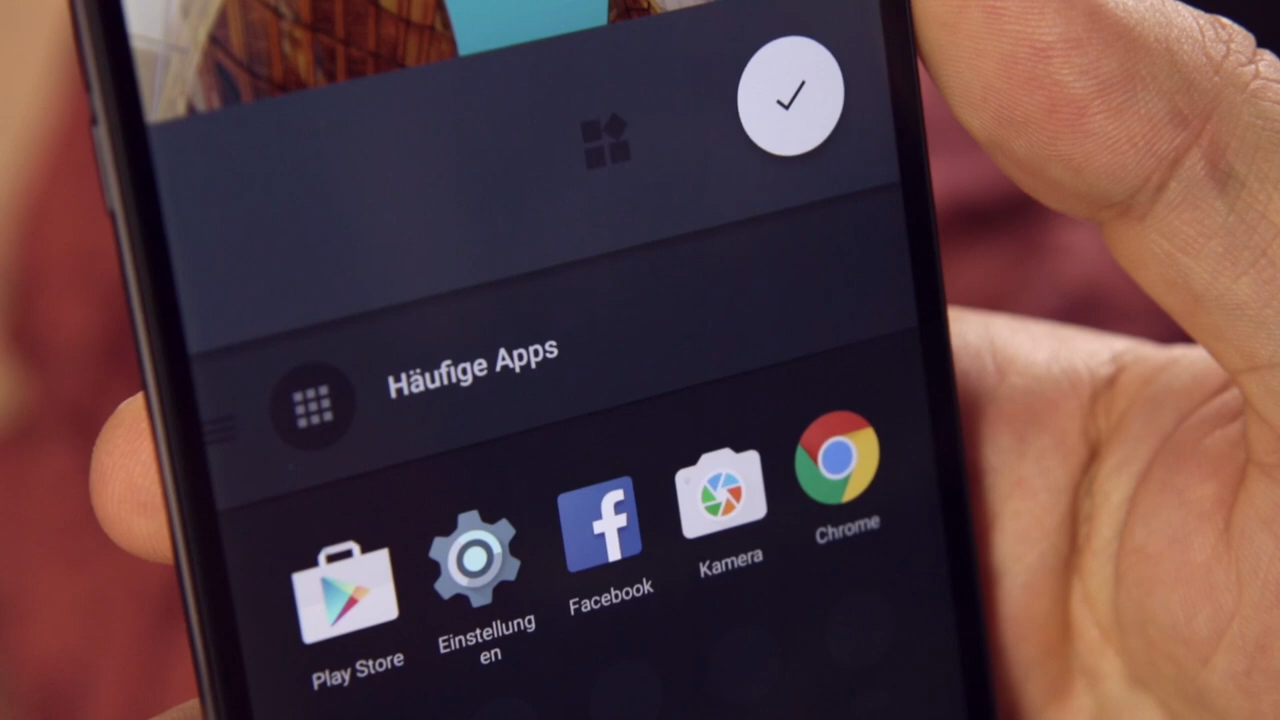 Häufige Apps
Play Store
Einstellung
en
Facebook
Kamera
Chrome